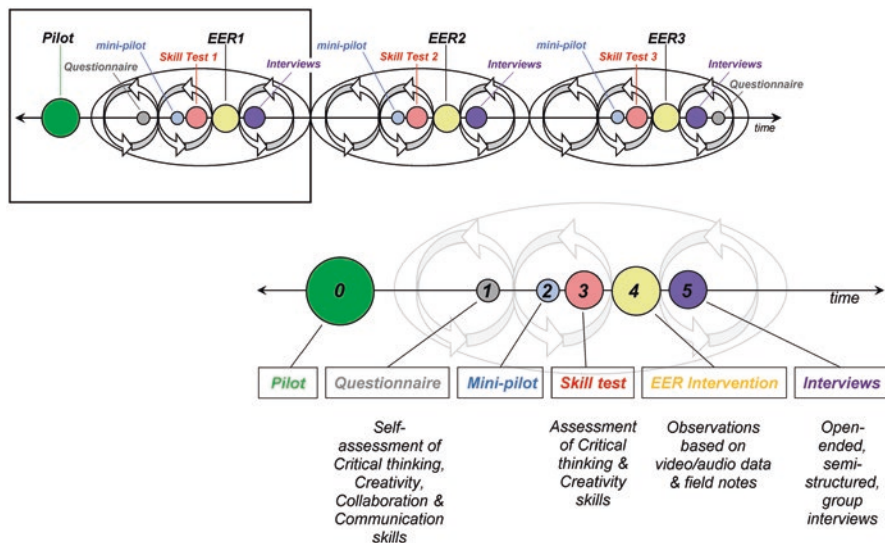 Pilot
EER1
EER2
EER3
mini-pilot
Skill Test 1
mini-pilot
Skill Test 2
mini-pilot
Skill Test 3
Questionnaire
Interviews
Interviews
Interviews
Questionnaire
time
0
1
2
3
4
5
time
Pilot
Questionnaire
Mini-pilot
Skill test
EER Intervention
Interviews
Self-
assessment of
Critical thinking,
Creativity,
Collaboration &
Communication
skills
Assessment
of Critical
thinking &
Creativity
skills
Observations
based on
video/audio data
& field notes
Open-
ended,
semi-
structured,
group
interviews